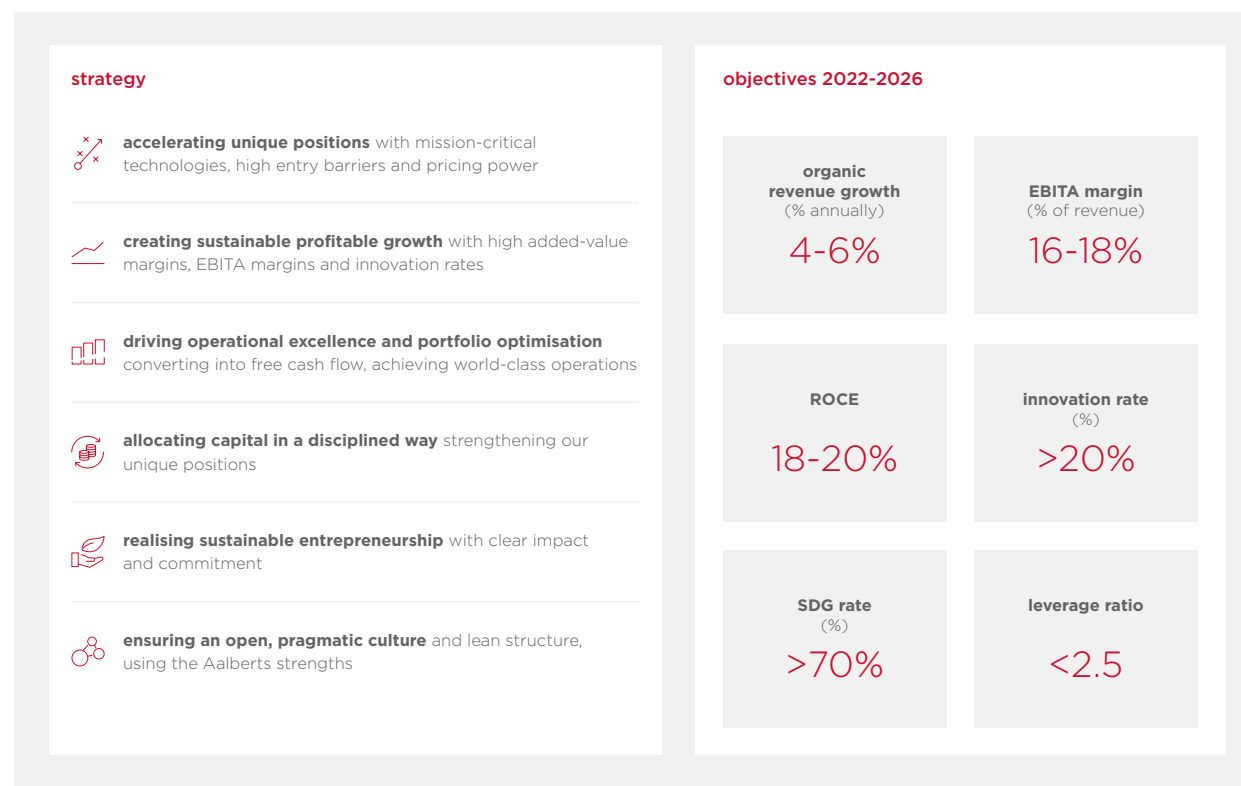 strategy
accelerating unique positions with mission-critical
technologies, high entry barriers and pricing power
creating sustainable profitable growth with high added-value
margins, EBITA margins and innovation rates
driving operational excellence and portfolio optimisation
converting into free cash flow, achieving world-class operations
allocating capital in a disciplined way strengthening our
unique positions
realising sustainable entrepreneurship with clear impact
and commitment
ensuring an open, pragmatic culture and lean structure,
using the Aalberts strengths
objectives 2022-2026
organic
revenue growth
(% annually)
4-6%
EBITA margin
(% of revenue)
16-18%
ROCE
18-20%
innovation rate
(%)
>20%
SDG rate
(%)
>70%
leverage ratio
<2.5